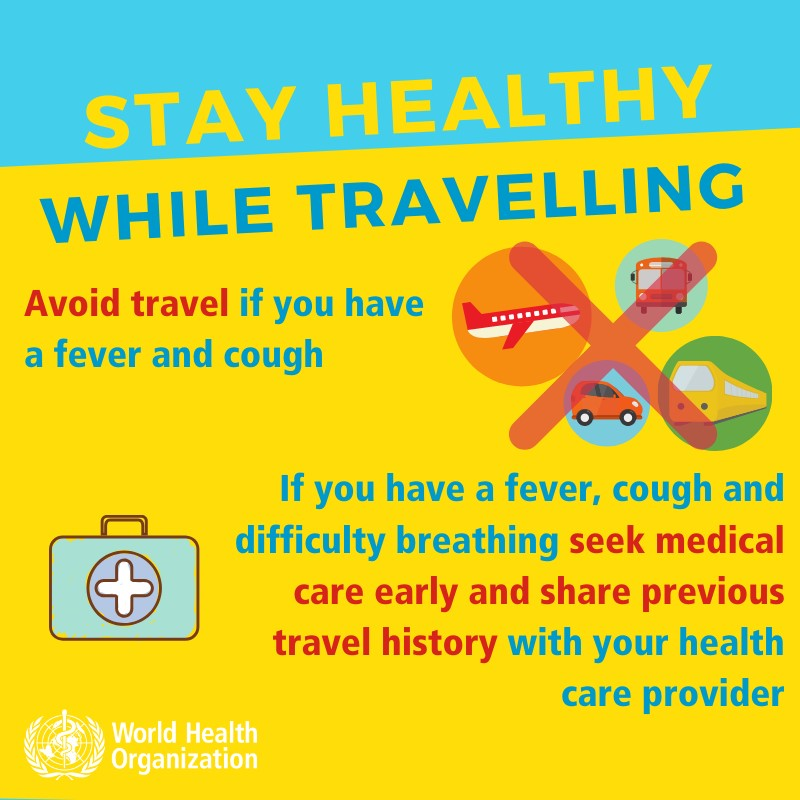 STAY HEALTHY
WHILE TRAVELLING
Avoid travel if you have
a fever and cough
If you have a fever, cough and
difficulty breathing seek medical
care early and share previous
travel history with your health
care provider
World Health
Organization